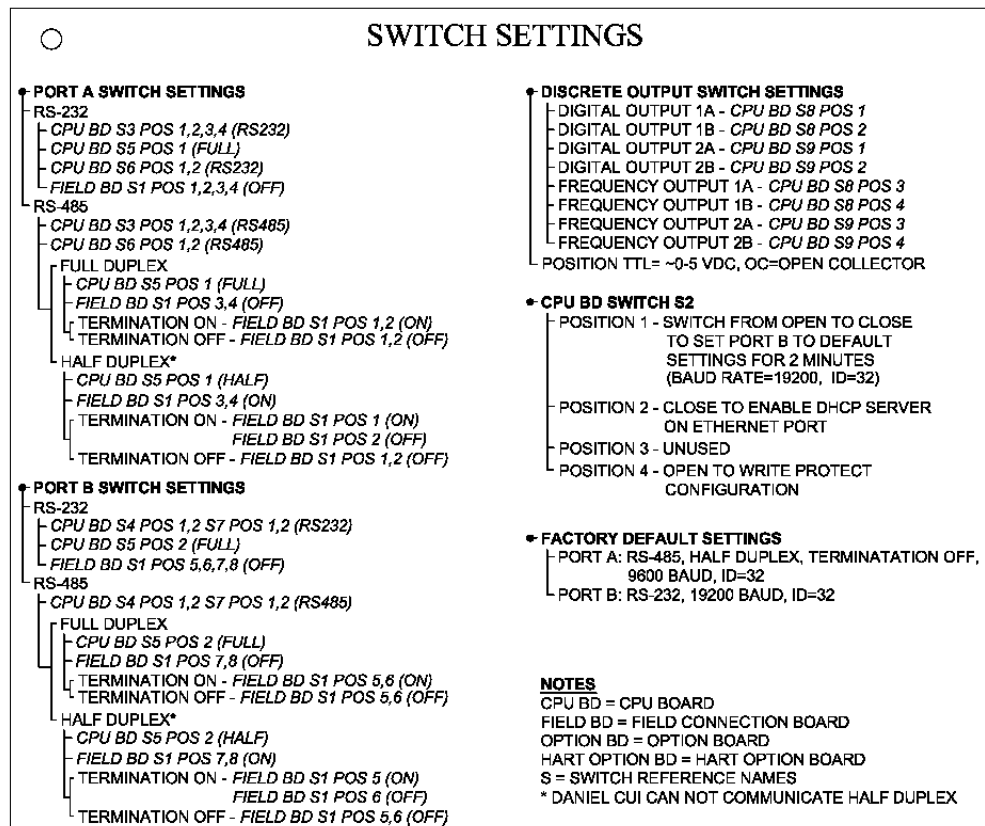 SWITCH SETTINGS
PORT A SWITCH SETTINGS
RS-232
CPU BD S3 POS 1,2,3,4 (RS232)
CPU BD S5 POS 1 (FULL)
CPU BD S6 POS 1,2 (RS232)
FIELD BD S1 POS 1,2,3,4 (OFF)
RS-485
CPU BD S3 POS 1,2,3,4 (RS485)
CPU BD S6 POS 1,2 (RS485)
FULL DUPLEX
CPU BD S5 POS 1 (FULL)
FIELD BD S1 POS 3,4 (OFF)
TERMINATION ON - FIELD BD S1 POS 1,2 (ON)
TERMINATION OFF - FIELD BD S1 POS 1,2 (OFF)
HALF DUPLEX*
CPU BD S5 POS 1 (HALF)
FIELD BD S1 POS 3,4 (ON)
TERMINATION ON - FIELD BD S1 POS 1 (ON)
FIELD BD S1 POS 2 (OFF)
TERMINATION OFF - FIELD BD S1 POS 1,2 (OFF)
PORT B SWITCH SETTINGS
RS-232
CPU BD S4 POS 1,2 S7 POS 1,2 (RS232)
CPU BD S5 POS 2 (FULL)
FIELD BD S1 POS 5,6,7,8 (OFF)
RS-485
CPU BD S4 POS 1,2 S7 POS 1,2 (RS485)
FULL DUPLEX
CPU BD S5 POS 2 (FULL)
FIELD BD S1 POS 7,8 (OFF)
TERMINATION ON - FIELD BD S1 POS 5,6 (ON)
TERMINATION OFF - FIELD BD S1 POS 5,6 (OFF)
HALF DUPLEX*
CPU BD S5 POS 2 (HALF)
FIELD BD S1 POS 7,8 (ON)
TERMINATION ON - FIELD BD S1 POS 5 (ON)
FIELD BD S1 POS 6 (OFF)
TERMINATION OFF - FIELD BD S1 POS 5,6 (OFF)
DISCRETE OUTPUT SWITCH SETTINGS
DIGITAL OUTPUT 1A - CPU BD S8 POS 1
DIGITAL OUTPUT 1B - CPU BD S8 POS 2
DIGITAL OUTPUT 2A - CPU BD S9 POS 1
DIGITAL OUTPUT 2B - CPU BD S9 POS 2
FREQUENCY OUTPUT 1A - CPU BD S8 POS 3
FREQUENCY OUTPUT 1B - CPU BD S8 POS 4
FREQUENCY OUTPUT 2A - CPU BD S9 POS 3
FREQUENCY OUTPUT 2B - CPU BD S9 POS 4
POSITION TTL= ~0-5 VDC, OC=OPEN COLLECTOR
CPU BD SWITCH S2
POSITION 1 - SWITCH FROM OPEN TO CLOSE
TO SET PORT B TO DEFAULT
SETTINGS FOR 2 MINUTES
(BAUD RATE=19200, ID=32)
POSITION 2 - CLOSE TO ENABLE DHCP SERVER
ON ETHERNET PORT
POSITION 3 - UNUSED
POSITION 4 - OPEN TO WRITE PROTECT
CONFIGURATION
FACTORY DEFAULT SETTINGS
PORT A: RS-485, HALF DUPLEX, TERMINATATION OFF,
9600 BAUD, ID=32
PORT B: RS-232, 19200 BAUD, ID=32
NOTES
CPU BD = CPU BOARD
FIELD BD = FIELD CONNECTION BOARD
OPTION BD = OPTION BOARD
HART OPTION BD = HART OPTION BOARD
S = SWITCH REFERENCE NAMES
* DANIEL CUI CAN NOT COMMUNICATE HALF DUPLEX